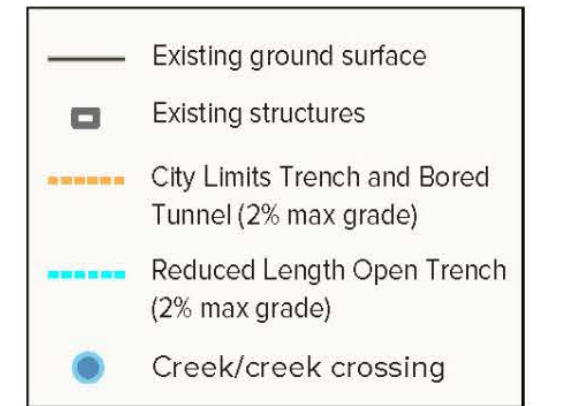 Existing ground surface
Existing structures
City Limits Trench and Bored
Tunnel (2% max grade)
Reduced Length Open Trench
(2% max grade)
Creek/creek crossing